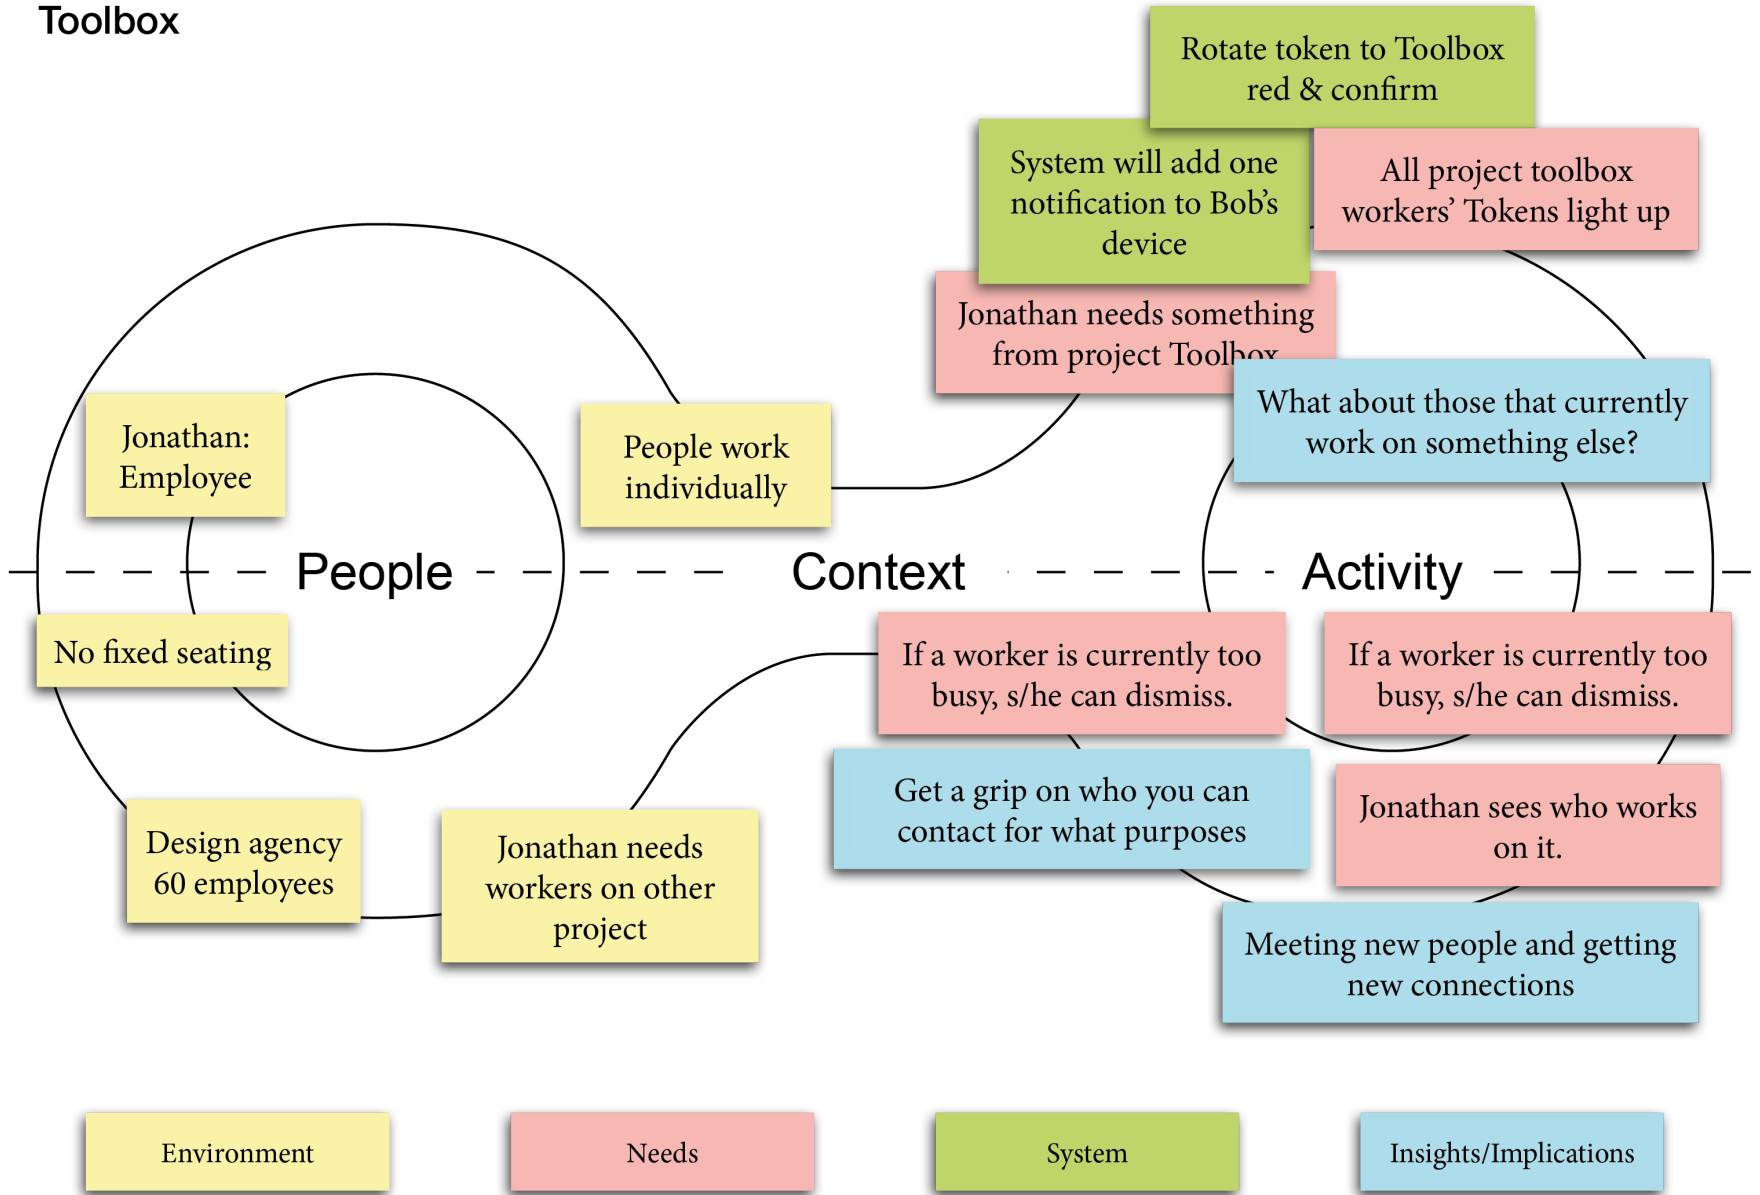 Toolbox
Rotate token to Toolbox
red & confirm
System will add one
notification to Bob's
device
All project toolbox
workers' Tokens light up
Jonathan needs something
from project Toolbox
What about those that currently
work on something else?
Jonathan:
Employee
People work
individually
People
Context
Activity
No fixed seating
If a worker is currently too
busy, s/he can dismiss.
If a worker is currently too
busy, s/he can dismiss.
Get a grip on who you can
contact for what purposes
Jonathan sees who works
on it.
Design agency
60 employees
Jonathan needs
workers on other
project
Meeting new people and getting
new connections
Environment
Needs
System
Insights/Implications